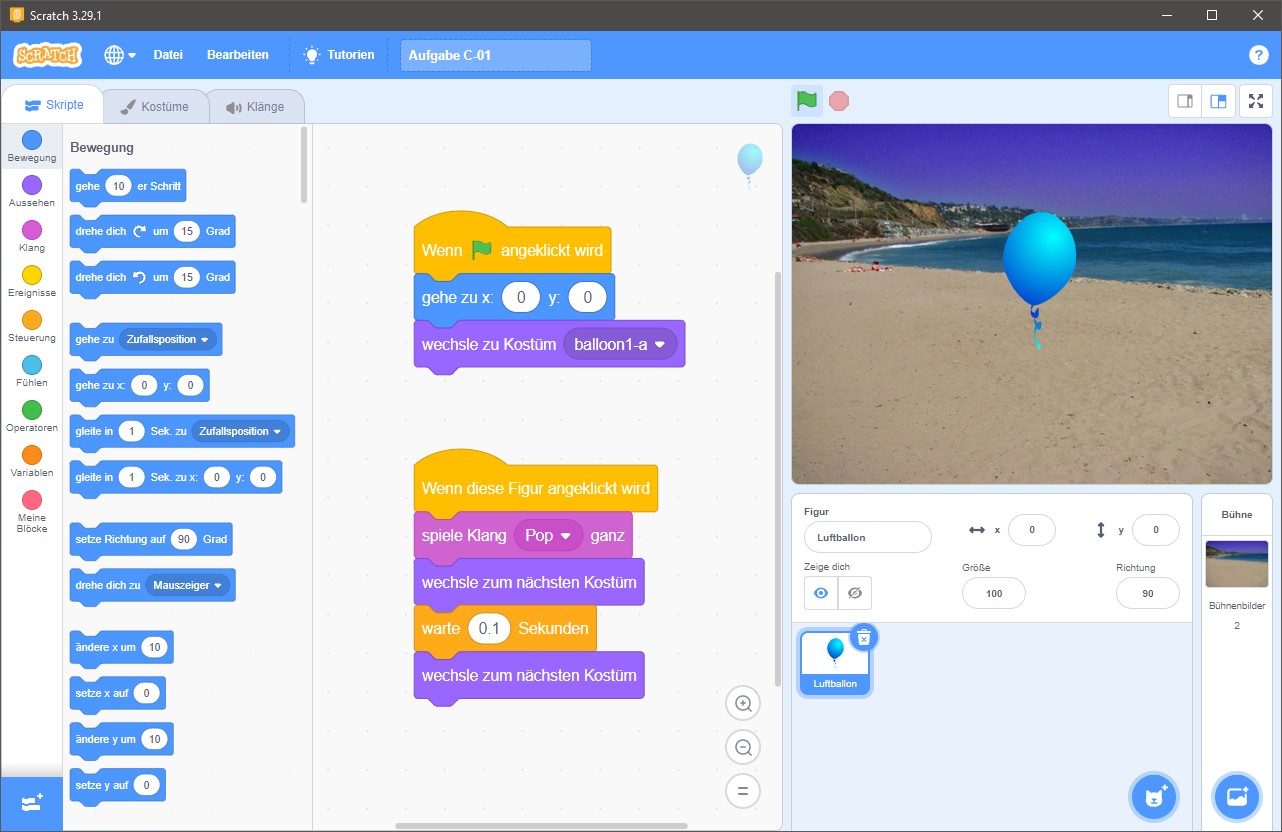 Scratch 3.29.1
SCRATCH
Datei
Bearbeiten
Tutorien
Aufgabe C-01
?
Skripte
Kostüme
Klänge
Bewegung
Aussehen
Klang
Ereignisse
Steuerung
Fühlen
Operatoren
Variablen
Meine
Blöcke
Bewegung
gehe 10 er Schritt
drehe dich um 15 Grad
drehe dich um 15 Grad
gehe zu Zufallsposition
gehe zu x: 0 y: 0
gleite in 1 Sek. zu Zufallsposition
gleite in 1 Sek. zu x: 0 y: 0
setze Richtung auf 90 Grad
drehe dich zu Mauszeiger
ändere x um 10
setze x auf 0
ändere y um 10
setze y auf 0
Wenn angeklickt wird
gehe zu x: 0 y: 0
wechsle zu Kostüm balloon1-a
Wenn diese Figur angeklickt wird
spiele Klang Pop ganz
wechsle zum nächsten Kostüm
warte 0.1 Sekunden
wechsle zum nächsten Kostüm
Figur
Luftballon
x 0
y 0
Zeige dich
Größe
100
Richtung
90
Luftballon
Bühne
Bühnenbilder
2